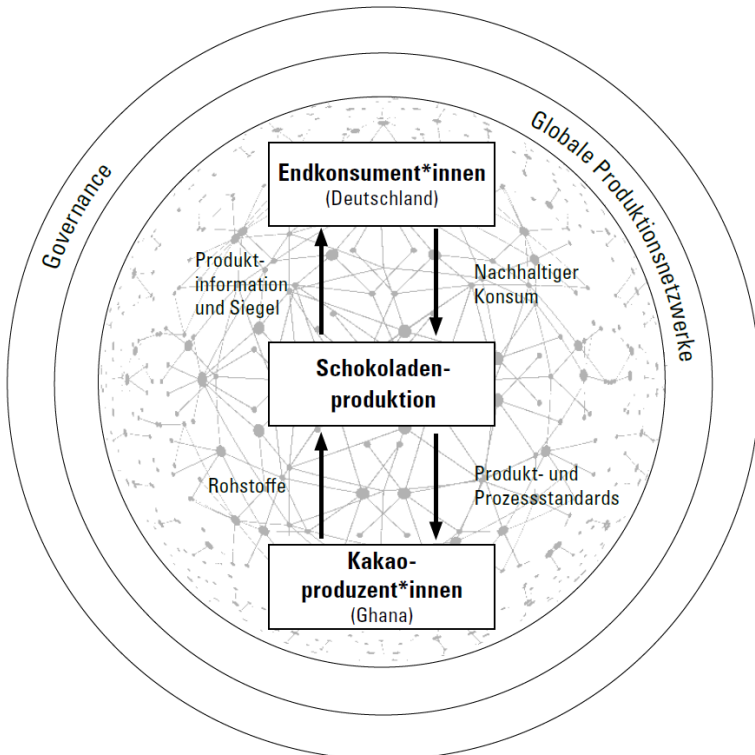 Governance
Globale Produktionsnetzwerke
Endkonsument*innen
(Deutschland)
Produkt-
information
und Siegel
Nachhaltiger
Konsum
Schokoladen-
produktion
Rohstoffe
Produkt- und
Prozessstandards
Kakao-
produzent*innen
(Ghana)